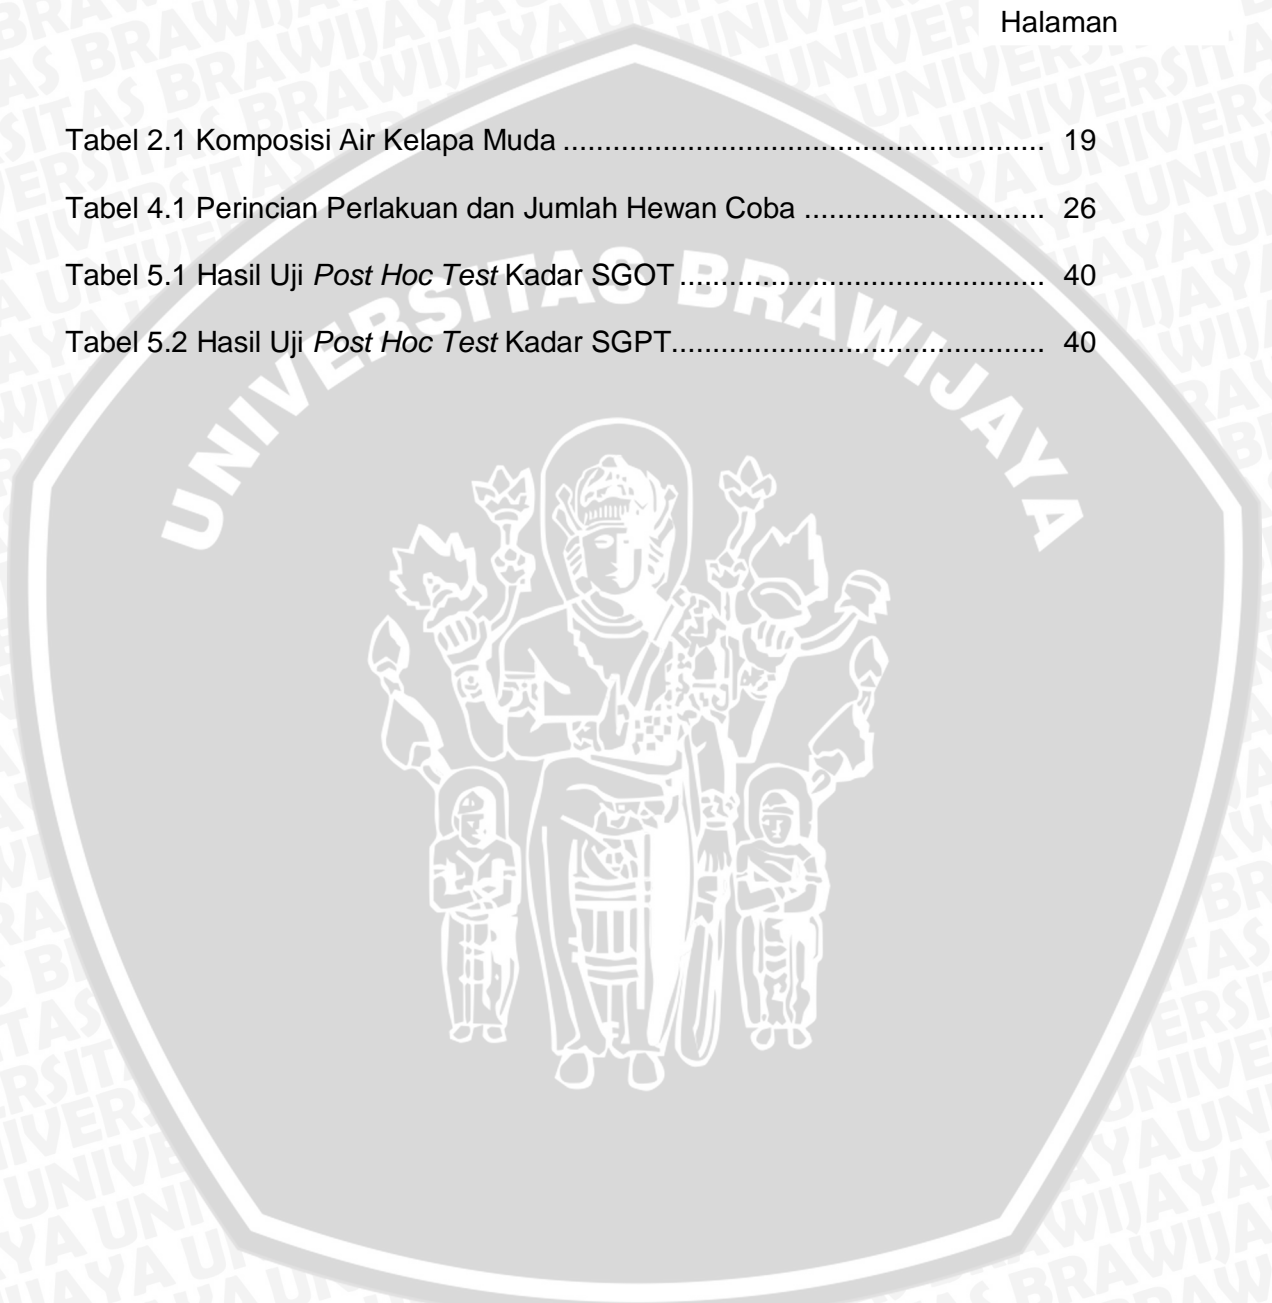 Halaman
Tabel 2.1 Komposisi Air Kelapa Muda .......................................................... 19
Tabel 4.1 Perincian Perlakuan dan Jumlah Hewan Coba ............................. 26
Tabel 5.1 Hasil Uji Post Hoc Test Kadar SGOT ............................................ 40
Tabel 5.2 Hasil Uji Post Hoc Test Kadar SGPT............................................. 40
UNIVERSITAS BRAWIJAYA